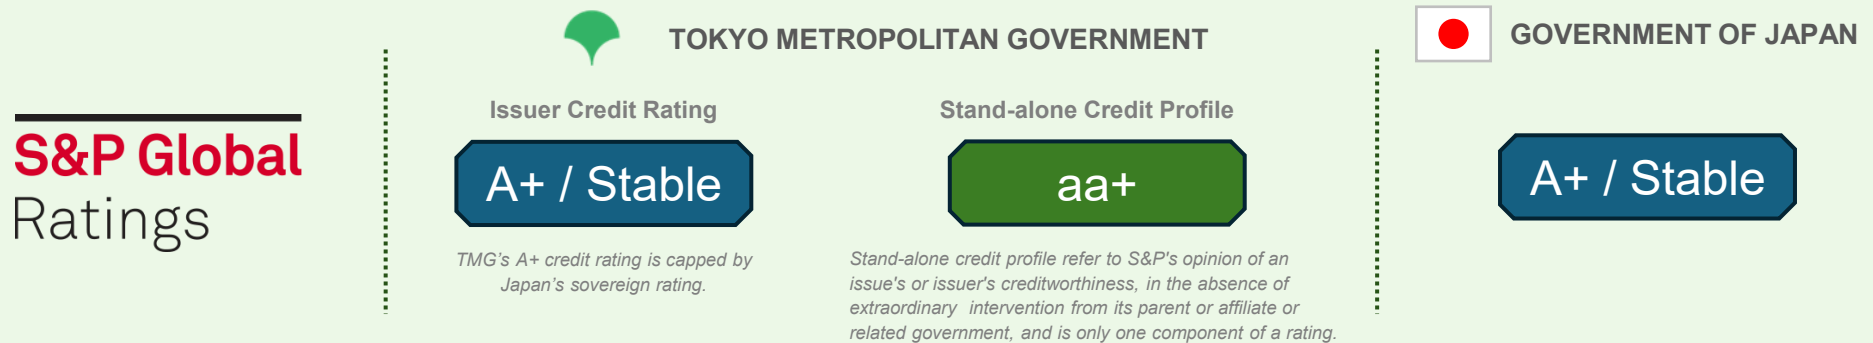 S&P Global
Ratings
TOKYO METROPOLITAN GOVERNMENT
Issuer Credit Rating
A+ / Stable
TMG's A+ credit rating is capped by
Japan's sovereign rating.
Stand-alone Credit Profile
aa+
Stand-alone credit profile refer to S&P's opinion of an
issue's or issuer's creditworthiness, in the absence of
extraordinary  intervention from its parent or affiliate or
related government, and is only one component of a rating.
GOVERNMENT OF JAPAN
A+ / Stable